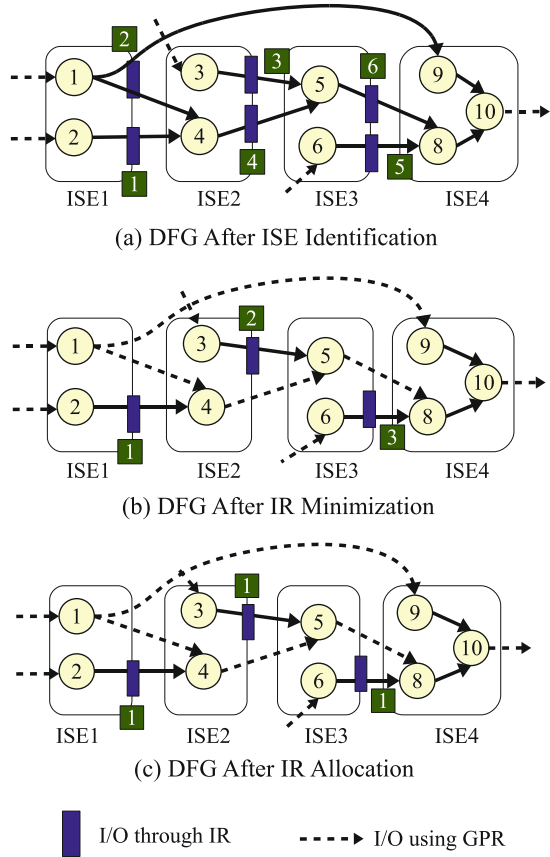 2 3 6
1 3 5 9
10
2 4 6 8
1 4 5
ISE1 ISE2 ISE3 ISE4
(a) DFG After ISE Identification
2
1 3 5 9
10
2 4 6 8
1 3
ISE1 ISE2 ISE3 ISE4
(b) DFG After IR Minimization
1
1 3 5 9
10
2 4 6 8
1 1
ISE1 ISE2 ISE3 ISE4
(c) DFG After IR Allocation
I/O through IR I/O using GPR